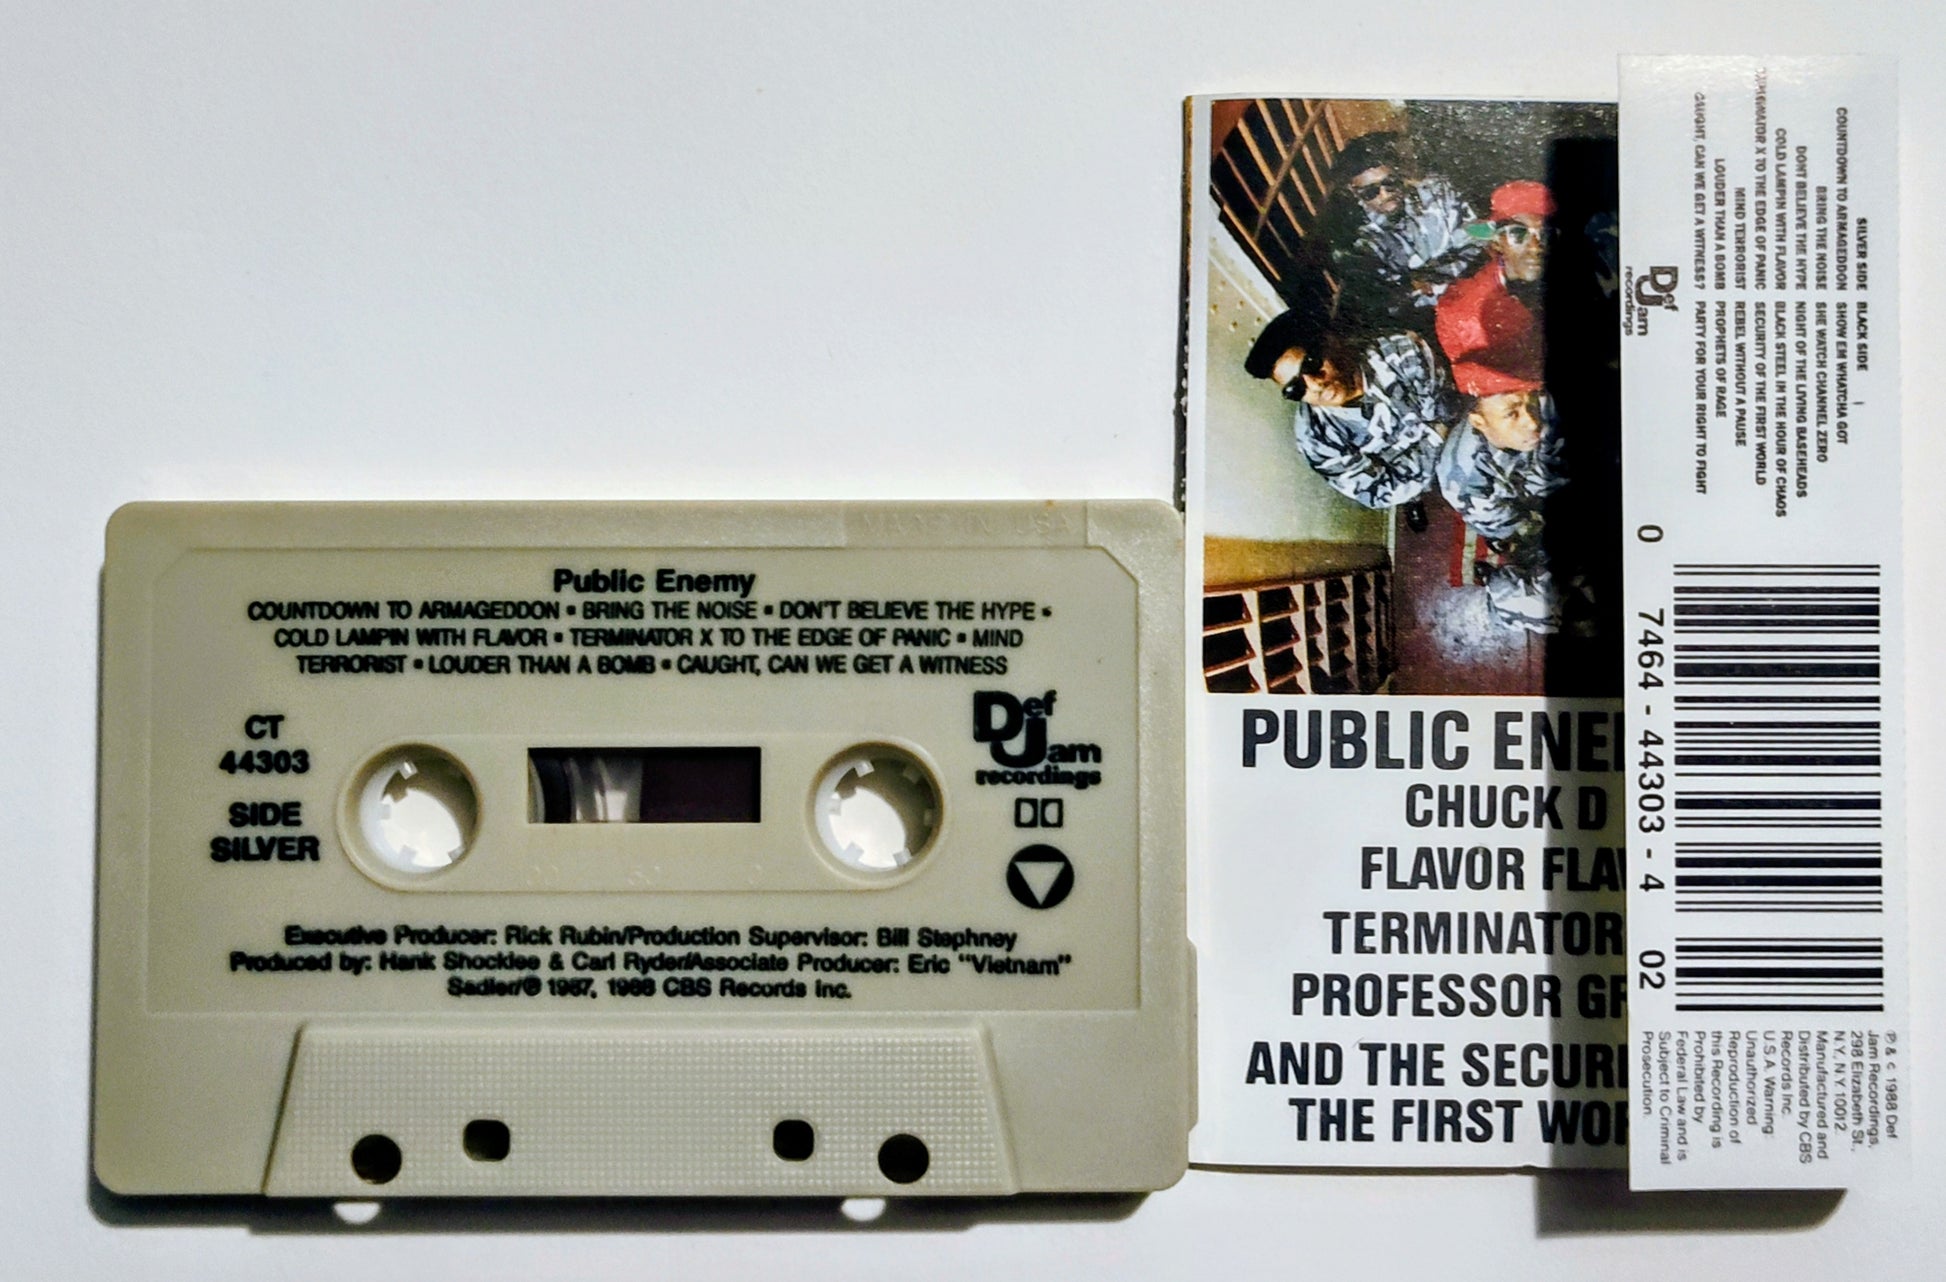 MADE IN USA
Public Enemy
COUNTDOWN TO ARMAGEDDON • BRING THE NOISE • DON'T BELIEVE THE HYPE •
COLD LAMPIN WITH FLAVOR • TERMINATOR X TO THE EDGE OF PANIC • MIND
TERRORIST • LOUDER THAN A BOMB • CAUGHT, CAN WE GET A WITNESS
CT
44303
SIDE
SILVER
Def
Jam
recordings
Executive Producer: Rick Rubin/Production Supervisor: Bill Stephney
Produced by: Hank Shocklee & Carl Ryder/Associate Producer: Eric "Vietnam"
Sadler/℗ 1987, 1988 CBS Records Inc.
PUBLIC ENE
CHUCK D
FLAVOR FLA
TERMINATOR
PROFESSOR GR
AND THE SECURI
THE FIRST WOR
SILVER SIDE BLACK SIDE
COUNTDOWN TO ARMAGEDDON SHOW EM WHATCHA GOT
BRING THE NOISE SHE WATCH CHANNEL ZERO
DONT BELIEVE THE HYPE NIGHT OF THE LIVING BASEHEADS
COLD LAMPIN WITH FLAVOR BLACK STEEL IN THE HOUR OF CHAOS
TERMINATOR X TO THE EDGE OF PANIC SECURITY OF THE FIRST WORLD
MIND TERRORIST REBEL WITHOUT A PAUSE
LOUDER THAN A BOMB PROPHETS OF RAGE
CAUGHT, CAN WE GET A WITNESS? PARTY FOR YOUR RIGHT TO FIGHT
Def
Jam
recordings
0 7464-44303-4 02
℗ & c 1988 Def
Jam Recordings,
298 Elizabeth St.,
N.Y., N.Y. 10012.
Manufactured and
Distributed by CBS
Records Inc.
U.S.A. Warning:
Unauthorized
Reproduction of
this Recording is
Prohibited by
Federal Law and is
Subject to Criminal
Prosecution.